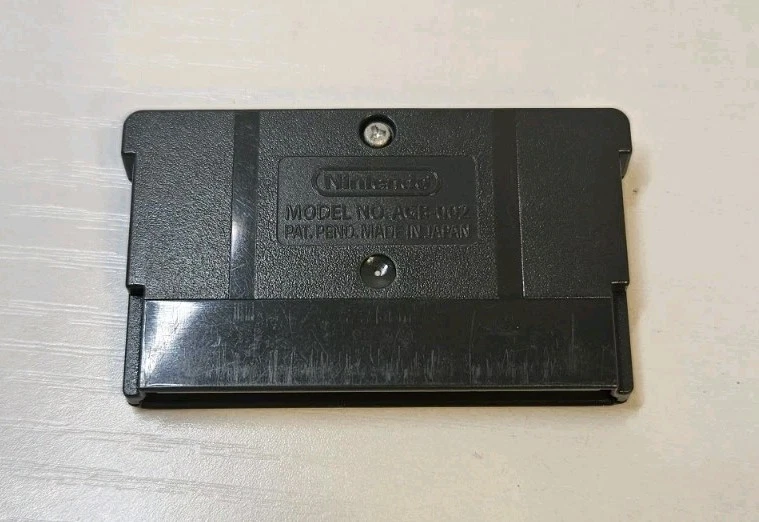 Nintendo
MODEL NO. AGB-002
PAT. PEND. MADE IN JAPAN